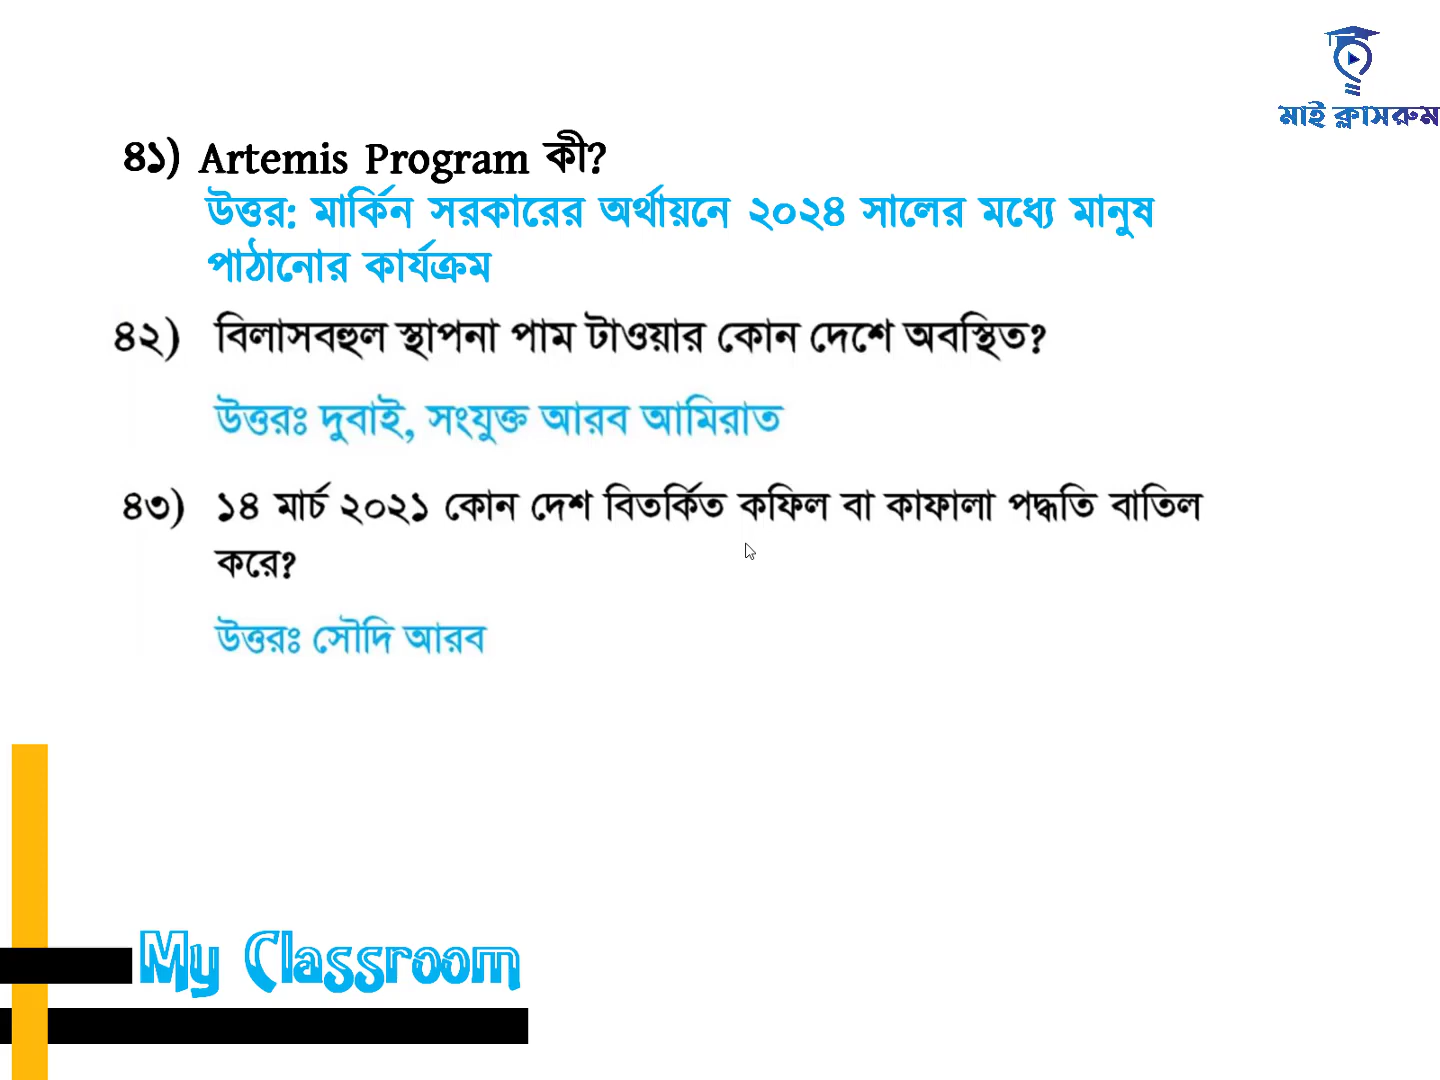 মাই ক্লাসরুম
৪১) Artemis Program কী?
উত্তর: মার্কিন সরকারের অর্থায়নে ২০২৪ সালের মধ্যে মানুষ
পাঠানোর কার্যক্রম
৪২) বিলাসবহুল স্থাপনা পাম টাওয়ার কোন দেশে অবস্থিত?
উত্তরঃ দুবাই, সংযুক্ত আরব আমিরাত
৪৩) ১৪ মার্চ ২০২১ কোন দেশ বিতর্কিত কফিল বা কাফালা পদ্ধতি বাতিল
করে?
উত্তরঃ সৌদি আরব
My Classroom